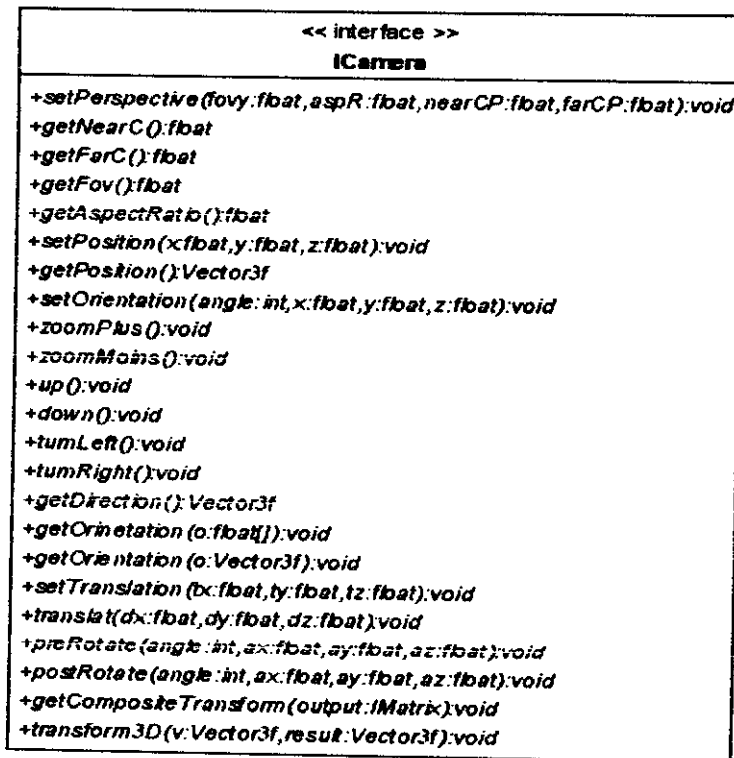 << interface >>
ICamera
+setPerspective(fovy:float,aspR:float,nearCP:float,farCP:float):void
+getNearC():float
+getFarC():float
+getFov():float
+getAspectRatio():float
+setPosition(x:float,y:float,z:float):void
+getPosition():Vector3f
+setOrientation(angle:int,x:float,y:float,z:float):void
+zoomPlus():void
+zoomMoins():void
+up():void
+down():void
+turnLeft():void
+turnRight():void
+getDirection():Vector3f
+getOrinetation(o:float[]):void
+getOrientation(o:Vector3f):void
+setTranslation(tx:float,ty:float,tz:float):void
+translat(dx:float,dy:float,dz:float):void
+preRotate(angle:int,ax:float,ay:float,az:float):void
+postRotate(angle:int,ax:float,ay:float,az:float):void
+getCompositeTransform(output:IMatrix):void
+transform3D(v:Vector3f,result:Vector3f):void